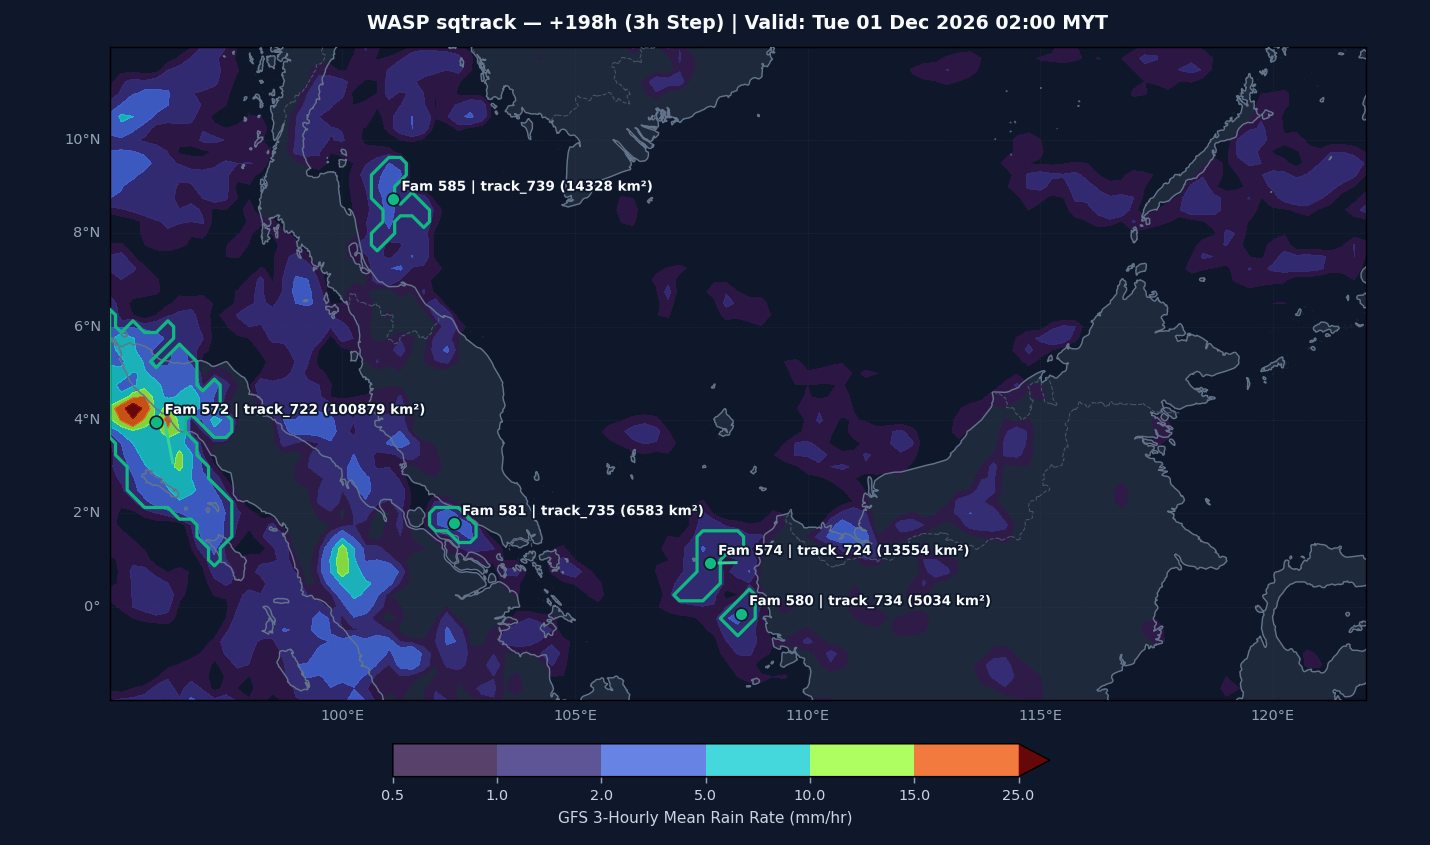 WASP sqtrack — +198h (3h Step) | Valid: Tue 01 Dec 2026 02:00 MYT
10°N
8°N
6°N
4°N
2°N
0°
Fam 585 | track_739 (14328 km²)
Fam 572 | track_722 (100879 km²)
Fam 581 | track_735 (6583 km²)
Fam 574 | track_724 (13554 km²)
Fam 580 | track_734 (5034 km²)
100°E 105°E 110°E 115°E 120°E
0.5 1.0 2.0 5.0 10.0 15.0 25.0
GFS 3-Hourly Mean Rain Rate (mm/hr)